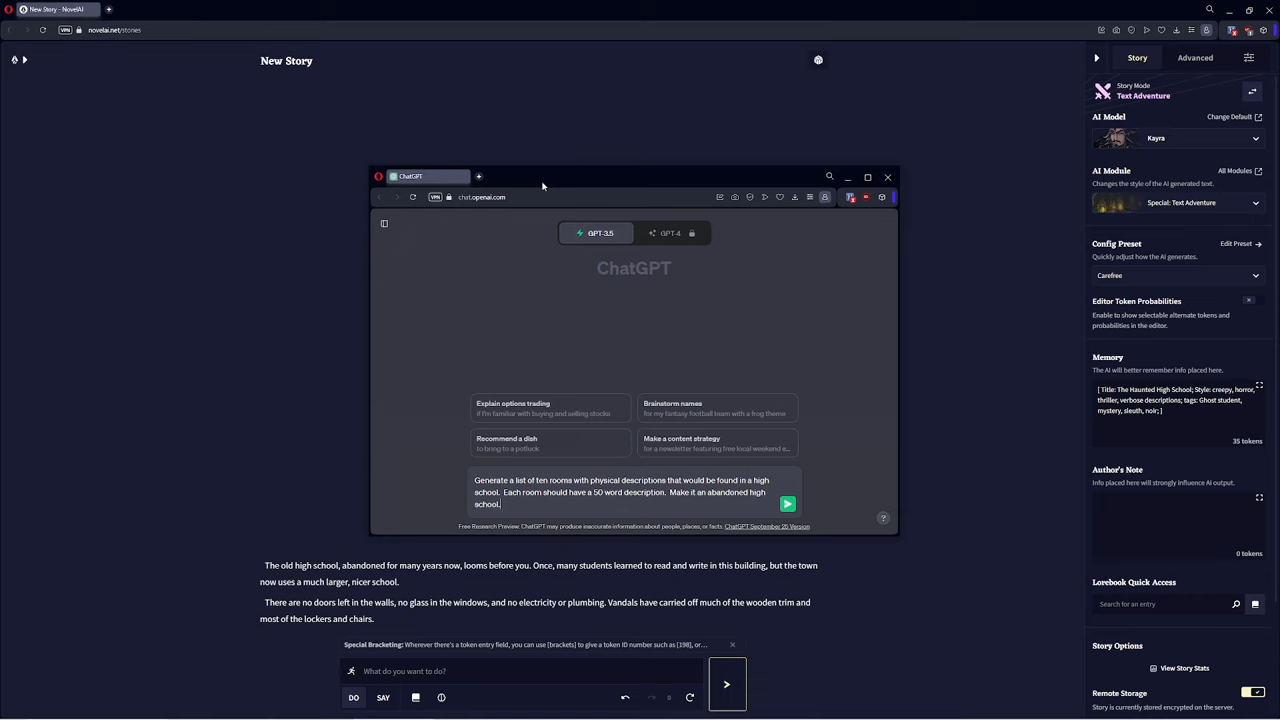 New Story - NovelAI
VPN
novelai.net/stories
New Story
Story
Advanced
Story Mode
Text Adventure
AI Model
Change Default
Kayra
AI Module
All Modules
Changes the style of the AI generated text.
Special: Text Adventure
Config Preset
Edit Preset
Quickly adjust how the AI generates.
Carefree
Editor Token Probabilities
Enable to show selectable alternate tokens and
probabilities in the editor.
Memory
The AI will better remember info placed here.
[ Title: The Haunted High School; Style: creepy, horror,
thriller, verbose descriptions; tags: Ghost student,
mystery, sleuth, noir; ]
35 tokens
Author's Note
Info placed here will strongly influence AI output.
0 tokens
Lorebook Quick Access
Search for an entry
Story Options
View Story Stats
Remote Storage
Story is currently stored encrypted on the server.
ChatGPT
VPN
chat.openai.com
GPT-3.5
GPT-4
ChatGPT
Explain options trading
if I'm familiar with buying and selling stocks
Brainstorm names
for my fantasy football team with a frog theme
Recommend a dish
to bring to a potluck
Make a content strategy
for a newsletter featuring free local weekend e...
Generate a list of ten rooms with physical descriptions that would be found in a high
school. Each room should have a 50 word description. Make it an abandoned high
school.
Free Research Preview. ChatGPT may produce inaccurate information about people, places, or facts. ChatGPT September 25 Version
?
The old high school, abandoned for many years now, looms before you. Once, many students learned to read and write in this building, but the town
now uses a much larger, nicer school.
There are no doors left in the walls, no glass in the windows, and no electricity or plumbing. Vandals have carried off much of the wooden trim and
most of the lockers and chairs.
Special Bracketing: Wherever there's a token entry field, you can use [brackets] to give a token ID number such as [198], or...
What do you want to do?
DO
SAY
0